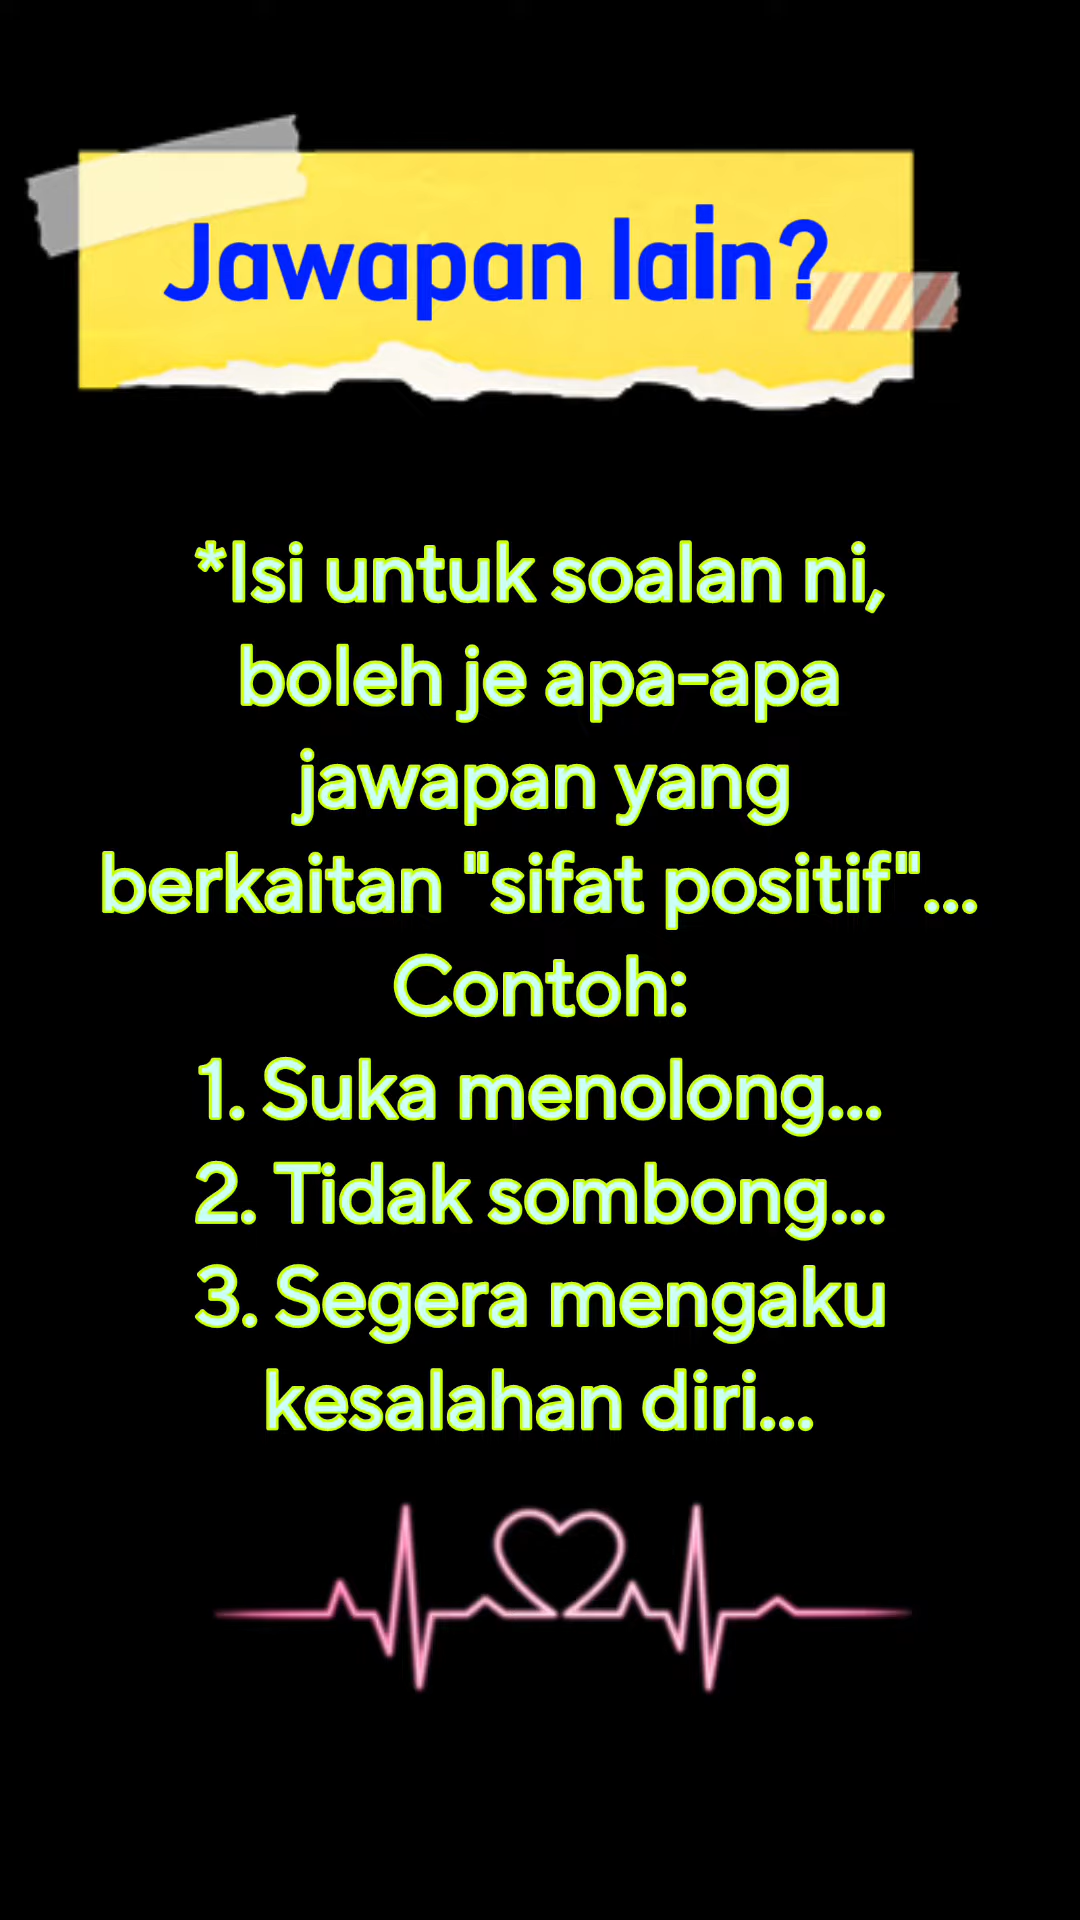 Jawapan lain?
*Isi untuk soalan ni,
boleh je apa-apa
jawapan yang
berkaitan "sifat positif"...
Contoh:
1. Suka menolong...
2. Tidak sombong...
3. Segera mengaku
kesalahan diri...